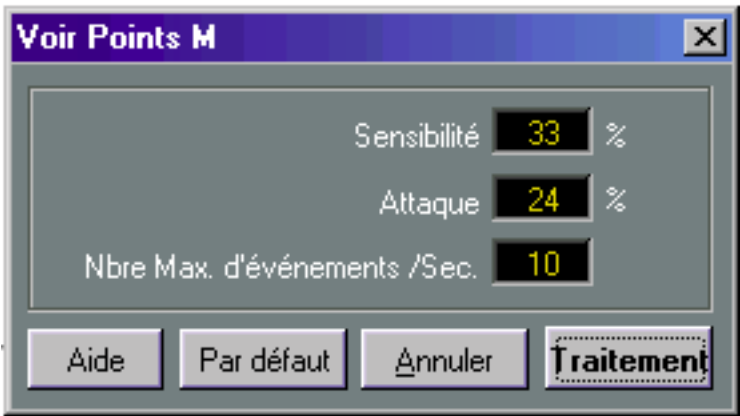 Voir Points M
Sensibilité 33 %
Attaque 24 %
Nbre Max. d'événements /Sec. 10
Aide Par défaut Annuler Traitement